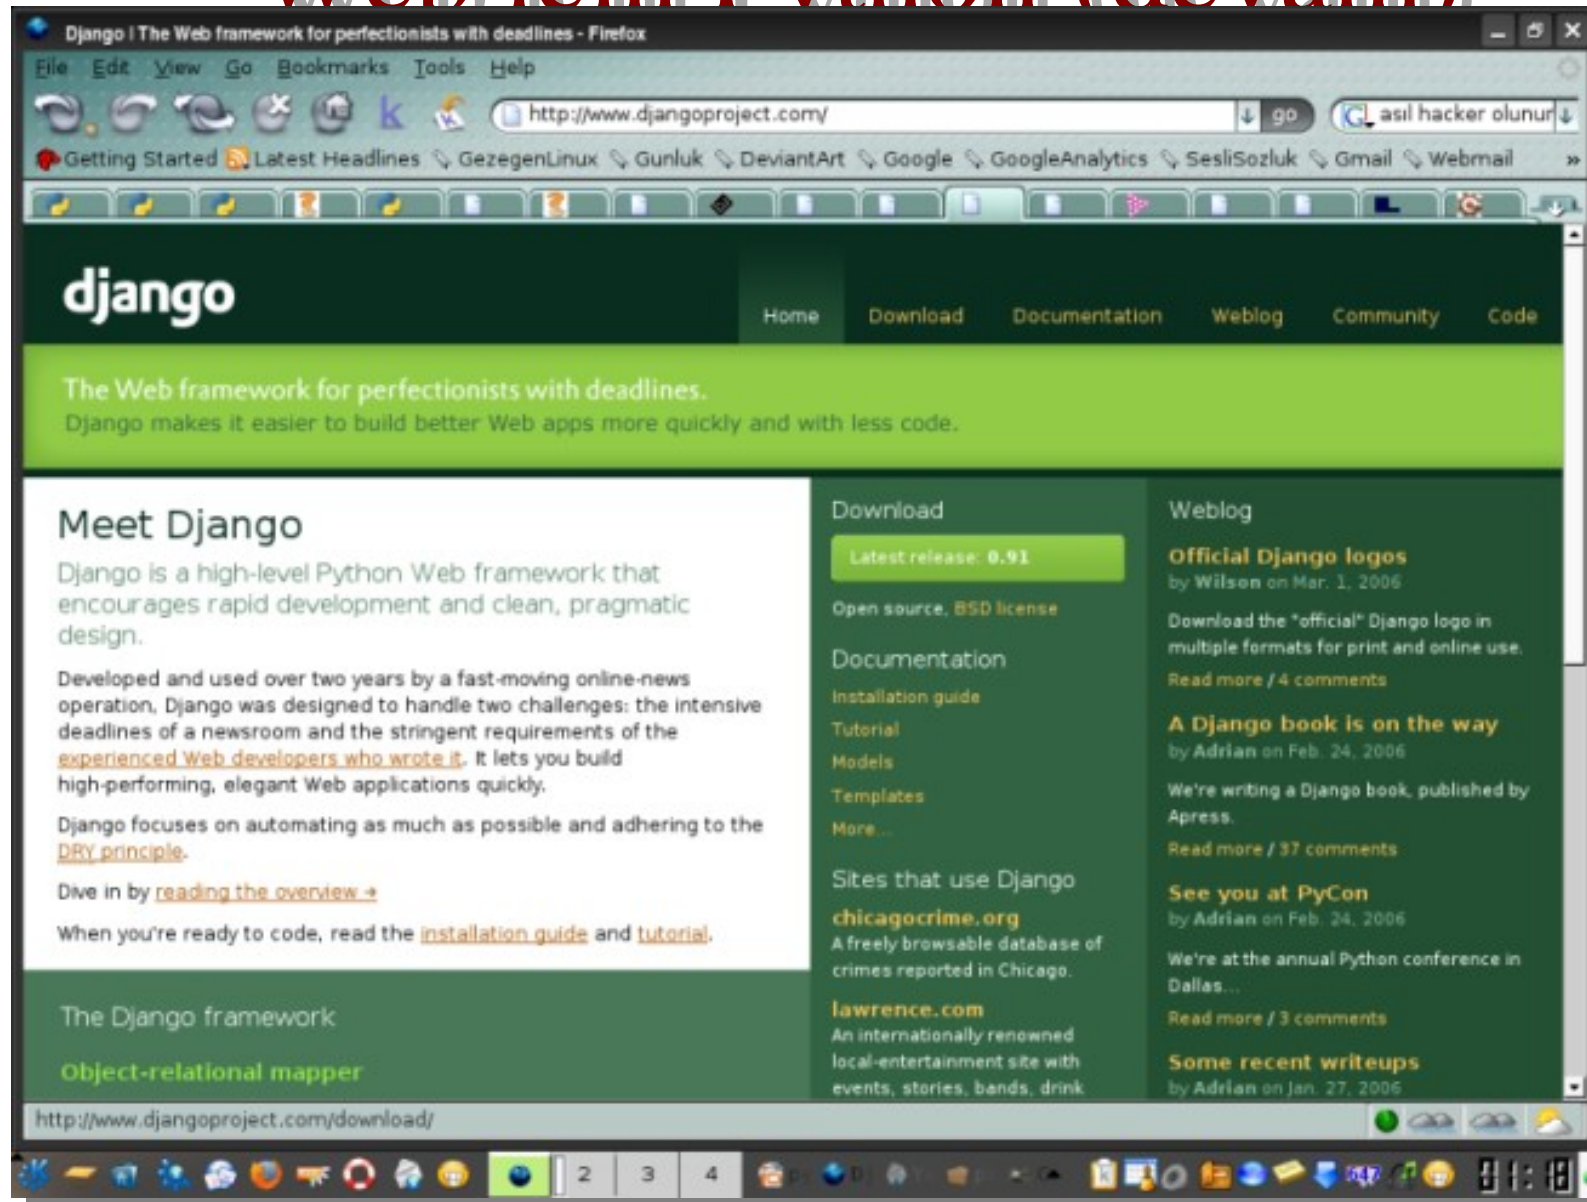 Django | The Web framework for perfectionists with deadlines - Firefox
File Edit View Go Bookmarks Tools Help
http://www.djangoproject.com/ go asıl hacker olunur
Getting Started Latest Headlines GezegenLinux Gunluk DeviantArt Google GoogleAnalytics SesliSozluk Gmail Webmail »
django
Home Download Documentation Weblog Community Code
The Web framework for perfectionists with deadlines.
Django makes it easier to build better Web apps more quickly and with less code.
Meet Django
Django is a high-level Python Web framework that
encourages rapid development and clean, pragmatic
design.
Developed and used over two years by a fast-moving online-news
operation, Django was designed to handle two challenges: the intensive
deadlines of a newsroom and the stringent requirements of the
experienced Web developers who wrote it. It lets you build
high-performing, elegant Web applications quickly.
Django focuses on automating as much as possible and adhering to the
DRY principle.
Dive in by reading the overview →
When you're ready to code, read the installation guide and tutorial.
The Django framework
Object-relational mapper
Download
Latest release: 0.91
Open source, BSD license
Documentation
Installation guide
Tutorial
Models
Templates
More...
Sites that use Django
chicagocrime.org
A freely browsable database of
crimes reported in Chicago.
lawrence.com
An internationally renowned
local-entertainment site with
events, stories, bands, drink
Weblog
Official Django logos
by Wilson on Mar. 1, 2006
Download the "official" Django logo in
multiple formats for print and online use.
Read more / 4 comments
A Django book is on the way
by Adrian on Feb. 24, 2006
We're writing a Django book, published by
Apress.
Read more / 37 comments
See you at PyCon
by Adrian on Feb. 24, 2006
We're at the annual Python conference in
Dallas...
Read more / 3 comments
Some recent writeups
by Adrian on Jan. 27, 2006
http://www.djangoproject.com/download/
2 3 4 647 01:18